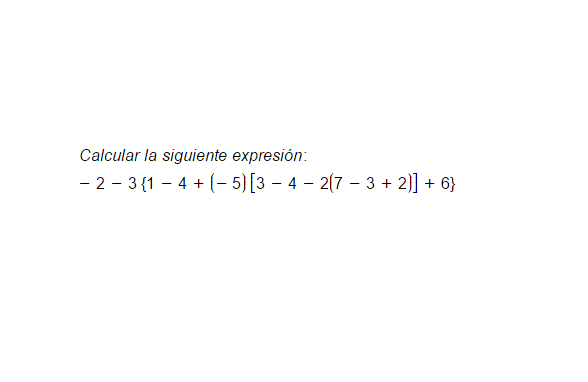 Calcular la siguiente expresión:
− 2 − 3 {1 − 4 + (− 5) [3 − 4 − 2(7 − 3 + 2)] + 6}